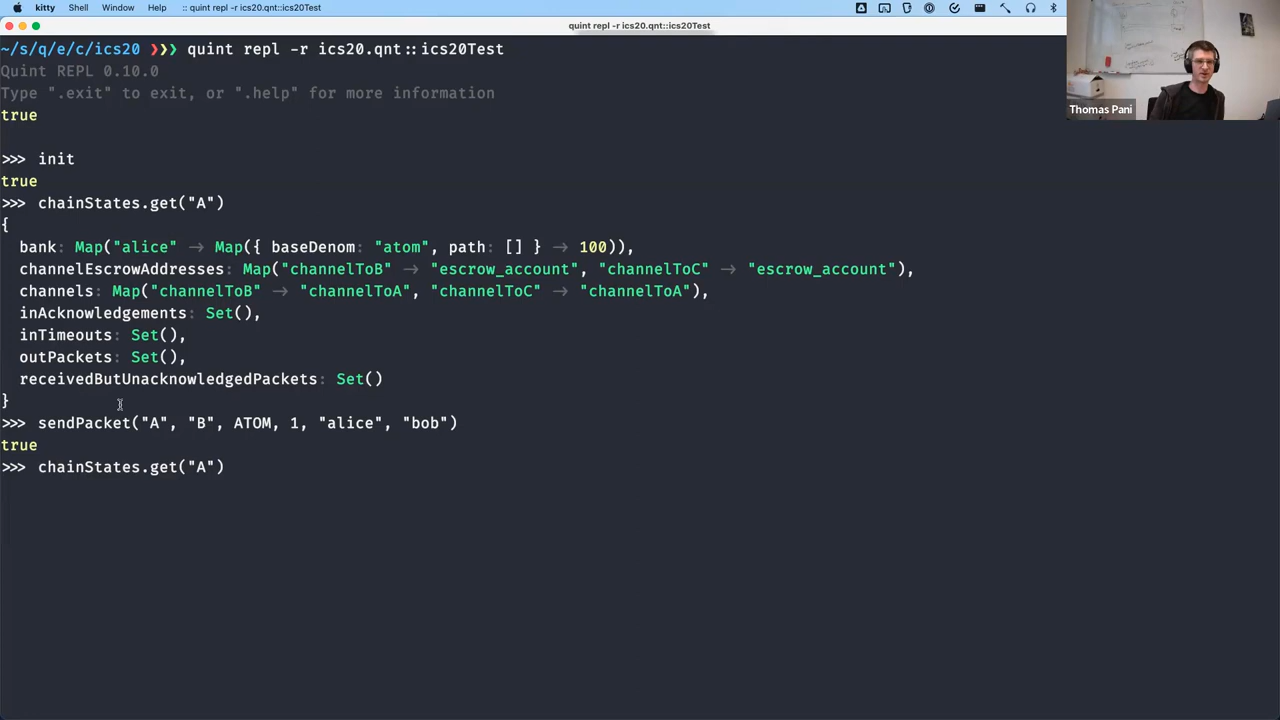 kitty Shell Window Help :: quint repl -r ics20.qnt::ics20Test
quint repl -r ics20.qnt::ics20Test
~/s/q/e/c/ics20 ❯❯❯ quint repl -r ics20.qnt::ics20Test
Quint REPL 0.10.0
Type ".exit" to exit, or ".help" for more information
true
>>> init
true
>>> chainStates.get("A")
{
bank: Map("alice" -> Map({ baseDenom: "atom", path: [] } -> 100)),
channelEscrowAddresses: Map("channelToB" -> "escrow_account", "channelToC" -> "escrow_account"),
channels: Map("channelToB" -> "channelToA", "channelToC" -> "channelToA"),
inAcknowledgements: Set(),
inTimeouts: Set(),
outPackets: Set(),
receivedButUnacknowledgedPackets: Set()
}
>>> sendPacket("A", "B", ATOM, 1, "alice", "bob")
true
>>> chainStates.get("A")
Thomas Pani